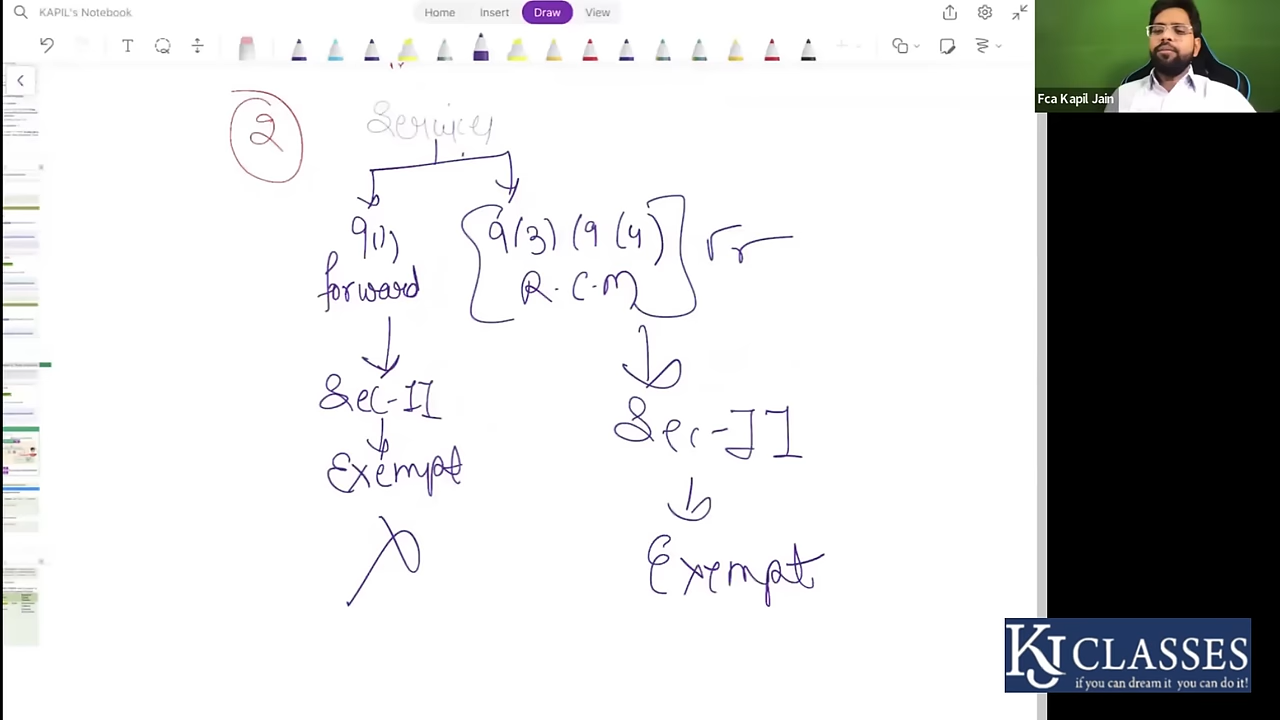 KAPIL's Notebook
Home Insert Draw View
Fca Kapil Jain
2
Services
9(1)
forward
9(3) (9 (4)
R.C.M
Sec-II
Exempt
Sec-II
Exempt
KJ CLASSES
if you can dream it you can do it!